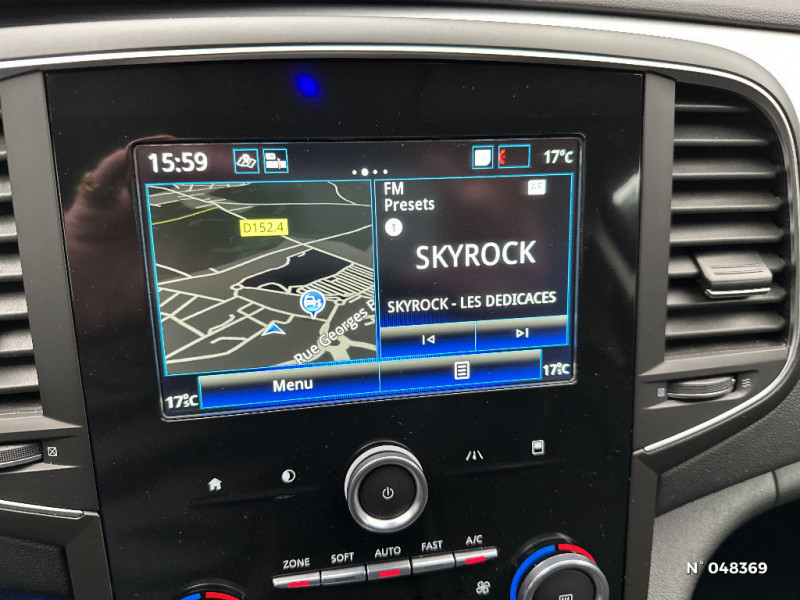 15:59
17°C
D152.4
Rue Georges
FM
AF
Presets
1
SKYROCK
SKYROCK - LES DEDICACES
Menu
17°C
17°C
ZONE SOFT AUTO FAST A/C
N° 048369